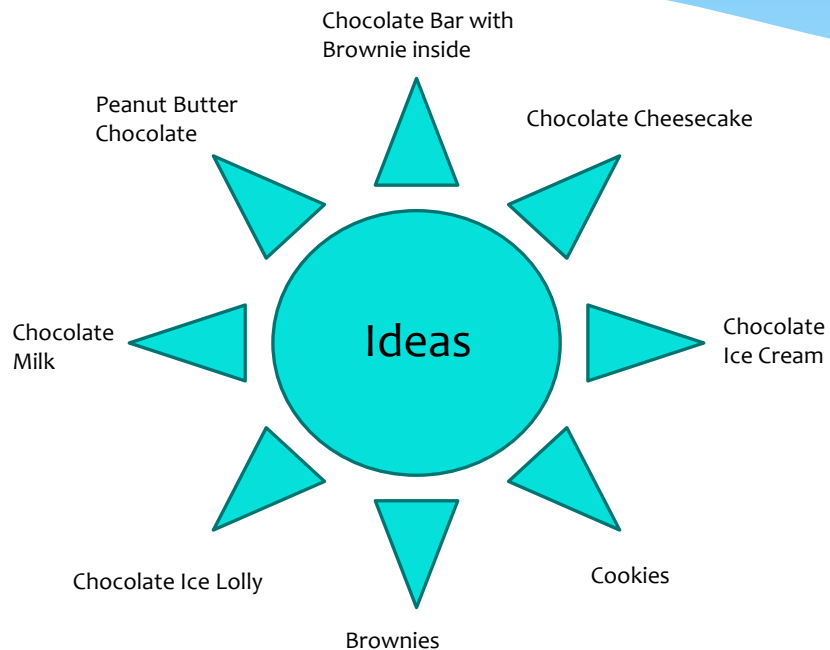 Chocolate Bar with
Brownie inside
Peanut Butter
Chocolate
Chocolate Cheesecake
Chocolate
Milk
Ideas
Chocolate
Ice Cream
Chocolate Ice Lolly
Cookies
Brownies